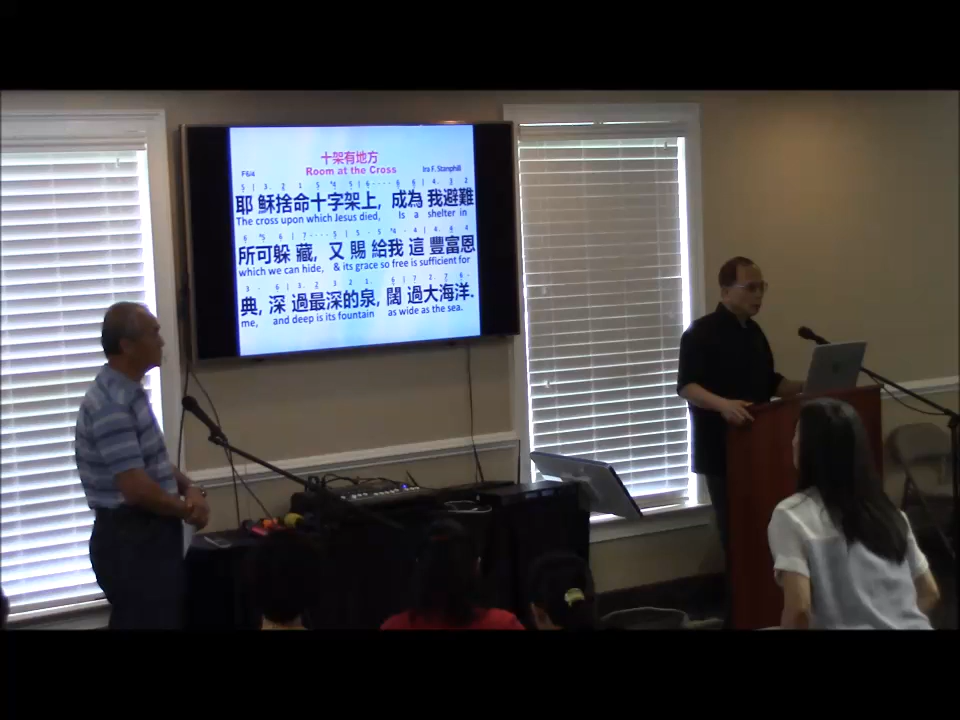 十架有地方
F6/4 Room at the Cross Ira F. Stanphill
耶 穌捨命十字架上, 成為 我避難
The cross upon which Jesus died, Is a shelter in
所可躲 藏, 又 賜 給我 這 豐富恩
which we can hide, & its grace so free is sufficient for
典, 深 過最深的泉, 闊 過大海洋.
me, and deep is its fountain as wide as the sea.